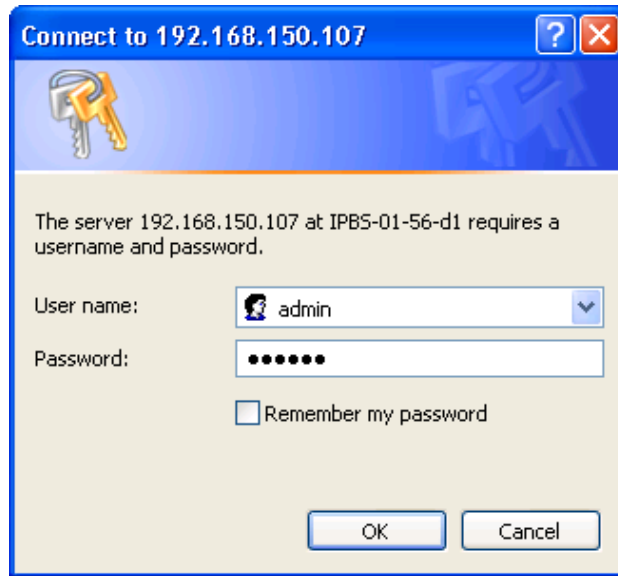 Connect to 192.168.150.107
The server 192.168.150.107 at IPBS-01-56-d1 requires a
username and password.
User name:
admin
Password:
••••••
Remember my password
OK
Cancel